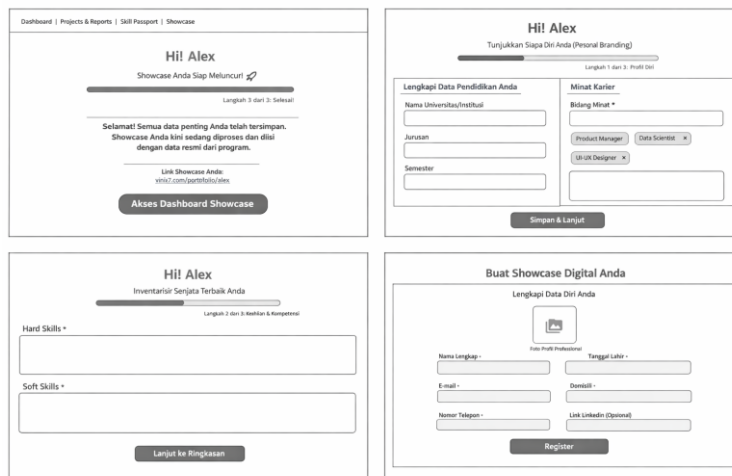 Dashboard | Projects & Reports | Skill Passport | Showcase
Hi! Alex
Showcase Anda Siap Meluncur!
Langkah 3 dari 3: Selesai!
Selamat! Semua data penting Anda telah tersimpan.
Showcase Anda kini sedang diproses dan diisi
dengan data resmi dari program.
Link Showcase Anda:
vinix7.com/portofolio/alex
Akses Dashboard Showcase
Hi! Alex
Tunjukkan Siapa Diri Anda (Pesonal Branding)
Langkah 1 dari 3: Profil Diri
Lengkapi Data Pendidikan Anda
Nama Universitas/Institusi
Jurusan
Semester
Minat Karier
Bidang Minat *
Product Manager
Data Scientist ×
UI-UX Designer ×
Simpan & Lanjut
Hi! Alex
Inventarisir Senjata Terbaik Anda
Langkah 2 dari 3: Keahlian & Kompetensi
Hard Skills *
Soft Skills *
Lanjut ke Ringkasan
Buat Showcase Digital Anda
Lengkapi Data Diri Anda
Foto Profil Professional
Nama Lengkap *
Tanggal Lahir *
E-mail *
Domisili *
Nomor Telepon *
Link Linkedin (Opsional)
Register